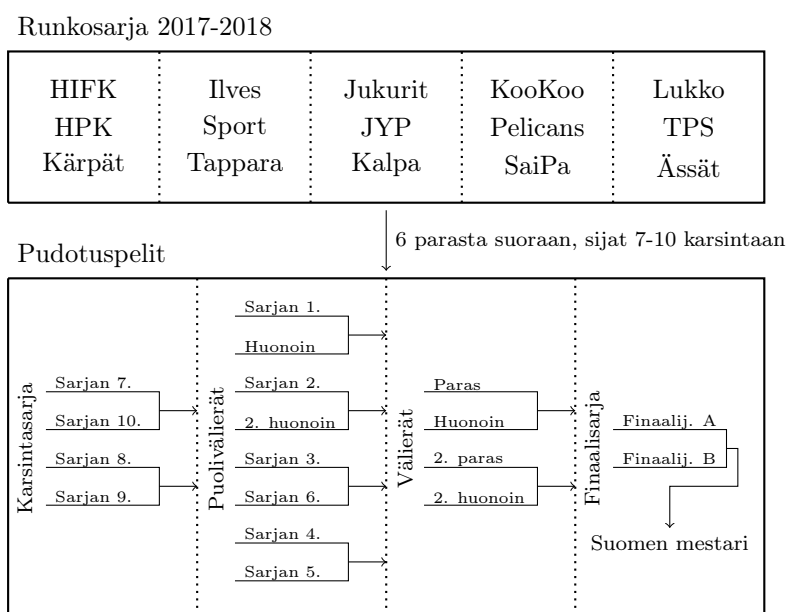 Runkosarja 2017-2018
HIFK
HPK
Kärpät
Ilves
Sport
Tappara
Jukurit
JYP
Kalpa
KooKoo
Pelicans
SaiPa
Lukko
TPS
Ässät
6 parasta suoraan, sijat 7-10 karsintaan
Pudotuspelit
Karsintasarja
Sarjan 7.
Sarjan 10.
Sarjan 8.
Sarjan 9.
Puolivälierät
Sarjan 1.
Huonoin
Sarjan 2.
2. huonoin
Sarjan 3.
Sarjan 6.
Sarjan 4.
Sarjan 5.
Välierät
Paras
Huonoin
2. paras
2. huonoin
Finaalisarja
Finaalij. A
Finaalij. B
Suomen mestari